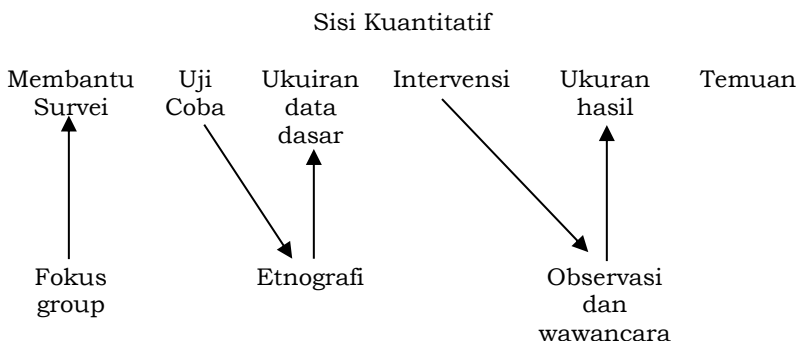 Sisi Kuantitatif
Membantu Uji Ukuiran Intervensi Ukuran Temuan
Survei Coba data hasil
dasar
Fokus Etnografi Observasi
group dan
wawancara